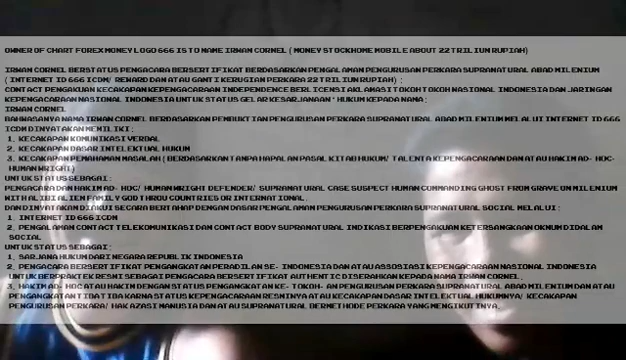 OWNER OF CHART FOREX MONEY LOGO 666 IS TO NAME IRWAN CORNEL ( MONEY STOCKHOME MOBILE ABOUT 22 TRILIUN RUPIAH)
IRWAN CORNEL BERSTATUS PENGACARA BERSERTIFIKAT BERDASARKAN PENGALAMAN PENGURUSAN PERKARA SUPRANATURAL ABAD MILENIUM
( INTERNET ID 666 ICDM/ REWARD DAN ATAU GANTI KERUGIAN PERKARA 22 TRILIUN RUPIAH) ;
CONTACT PENGAKUAN KECAKAPAN KEPENGACARAAN INDEPENDENCE BERLICENSI AKLAMASI TOKOH TOKOH NASIONAL INDONESIA DAN JARINGAN
KEPENGACARAAN NASIONAL INDONESIA UNTUK STATUS GELAR KESARJANAAN * HUKUM KEPADA NAMA ;
IRWAN CORNEL
BAHWASANYA NAMA IRWAN CORNEL BERDASARKAN PEMBUKTIAN PENGURUSAN PERKARA SUPRANATURAL ABAD MILENIUM MELALUI INTERNET ID 666
ICDM DINYATAKAN MEMILIKI ;
1. KECAKAPAN KOMUNIKASI VERBAL
2. KECAKAPAN DASAR INTELEKTUAL HUKUM
3. KECAKAPAN PEMAHAMAN MASALAH ( BERDASARKAN TANPA HAPALAN PASAL KITAB HUKUM/ TALENTA KEPENGACARAAN DAN ATAU HAKIM AD- HOC-
HUMAN WRIGHT)
UNTUK STATUS SEBAGAI ;
PENGACARA DAN HAKIM AD- HOC/ HUMAN WRIGHT DEFENDER/ SUPRANATURAL CASE SUSPECT HUMAN COMMANDING GHOST FROM GRAVE ON MILENIUM
WITH ALIBI ALIEN FAMILY GOD THROU COUNTRIES OR INTERNATIONAL.
DAN DINYATAKAN DIAKUI SECARA BERTAHAP DENGAN DASAR PENGALAMAN PENGURUSAN PERKARA SUPRANATURAL SOCIAL MELALUI ;
1. INTERNET ID 666 ICDM
2. PENGALAMAN CONTACT TELEKOMUNIKASI DAN CONTACT BODY SUPRANATURAL INDIKASI BERPENGAKUAN KETERSANGKAAN OKNUM DIDALAM
SOCIAL
UNTUK STATUS SEBAGAI ;
1. SARJANA HUKUM DARI NEGARA REPUBLIK INDONESIA
2. PENGACARA BERSERTIFIKAT PENGANGKATAN PERADILAN SE- INDONESIA DAN ATAU ASSOSIASI KEPENGACARAAN NASIONAL INDONESIA
UNTUK BERPRAKTEK RESMI SEBAGAI PENGACARA BERSERTIFIKAT AUTHENTIC DISERAHKAN KEPADA NAMA IRWAN CORNEL.
3. HAKIM AD- HOC ATAU HAKIM DENGAN STATUS PENGANGKATAN KE- TOKOH- AN PENGURUSAN PERKARA SUPRANATURAL ABAD MILENIUM DAN ATAU
PENGANGKATAN TIBA TIBA KARNA STATUS KEPENGACARAAN RESMINYA ATAU KECAKAPAN DASAR INTELEKTUAL HUKUMNYA/ KECAKAPAN
PENGURUSAN PERKARA/ HAK AZASI MANUSIA DAN ATAU SUPRANATURAL BERMETHODE PERKARA YANG MENGIKUTINYA.